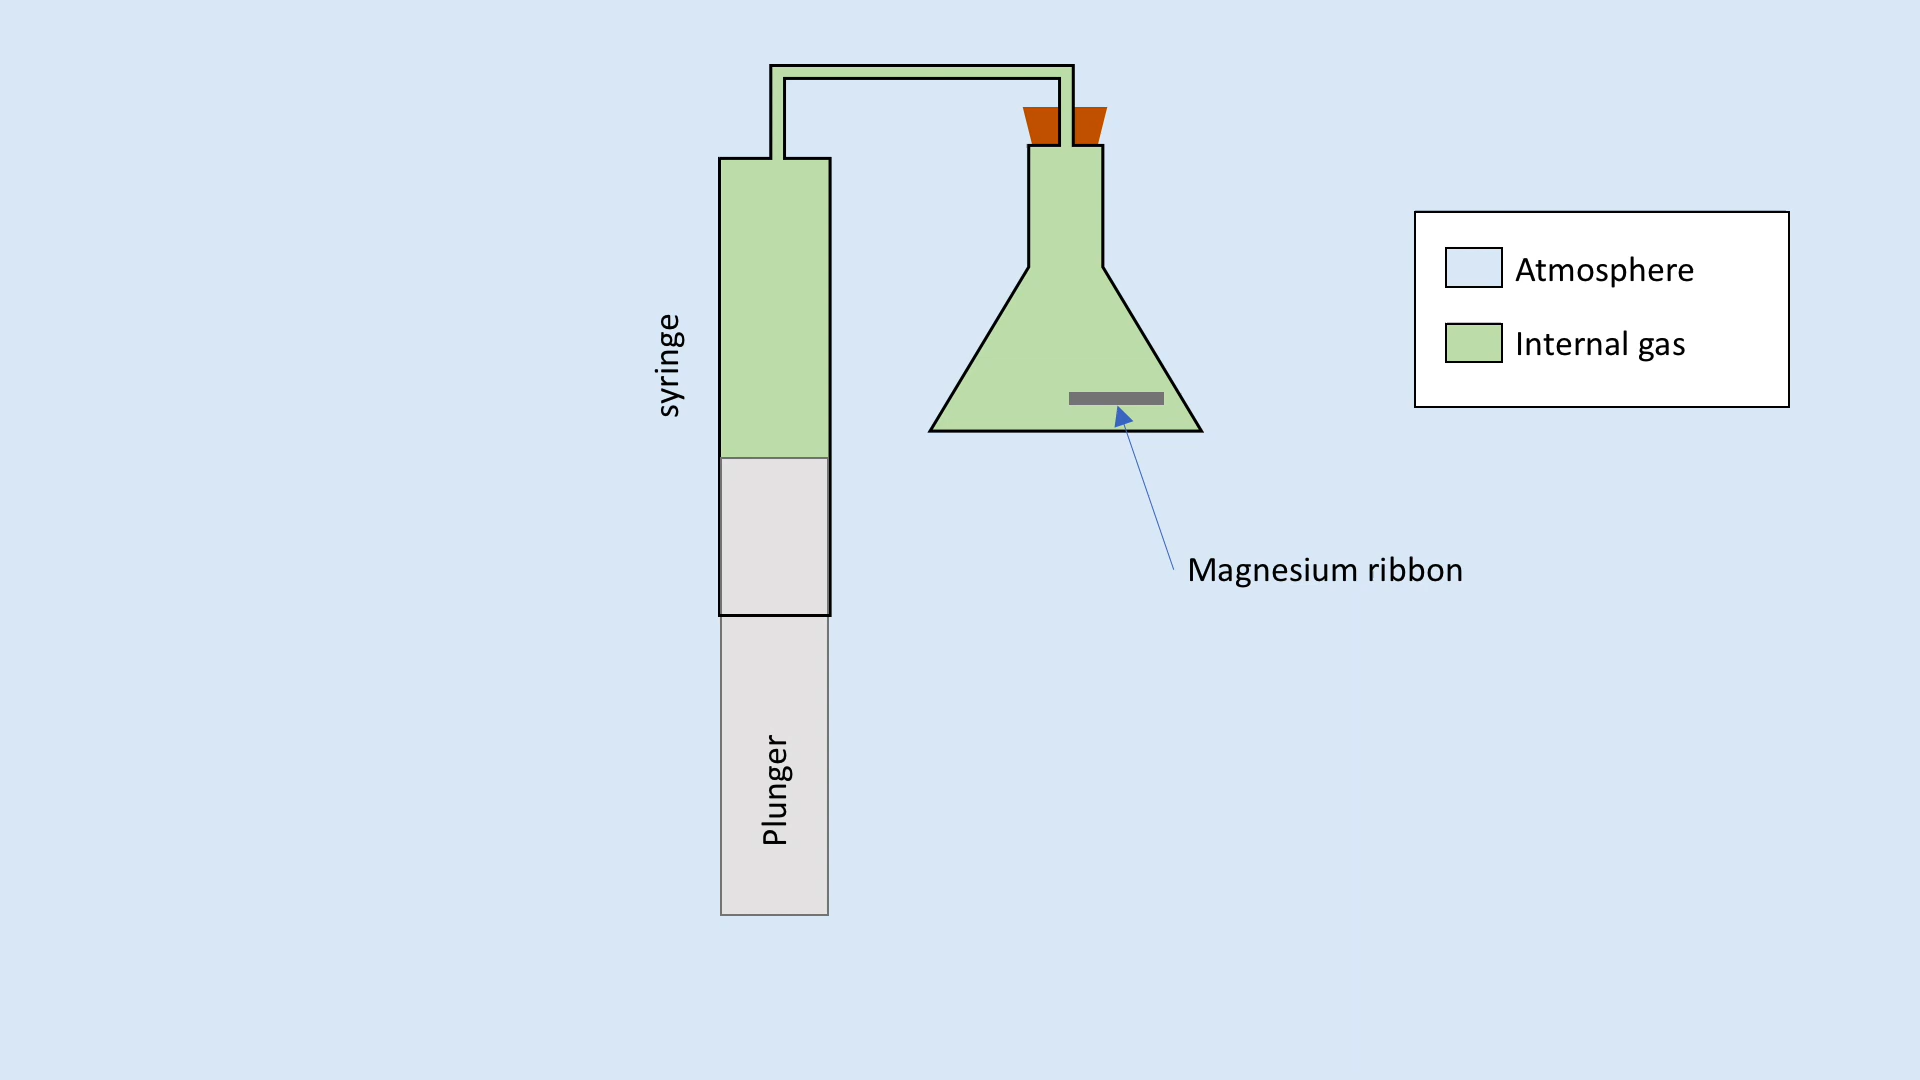 syringe
Atmosphere
Internal gas
Magnesium ribbon
Plunger